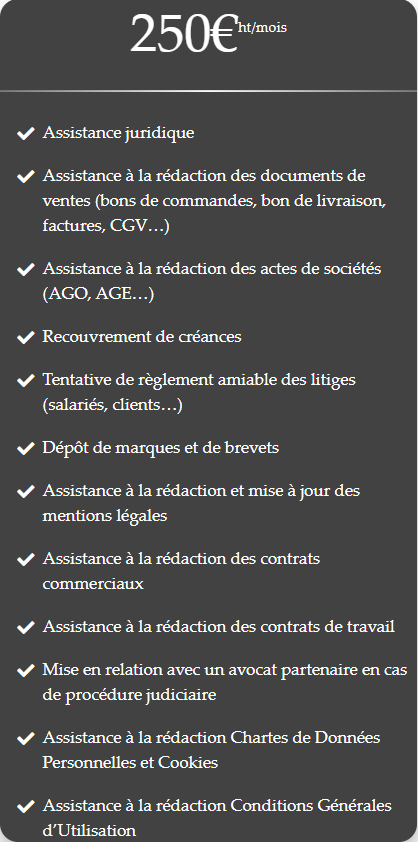 250€ht/mois
Assistance juridique
Assistance à la rédaction des documents de
ventes (bons de commandes, bon de livraison,
factures, CGV…)
Assistance à la rédaction des actes de sociétés
(AGO, AGE…)
Recouvrement de créances
Tentative de règlement amiable des litiges
(salariés, clients…)
Dépôt de marques et de brevets
Assistance à la rédaction et mise à jour des
mentions légales
Assistance à la rédaction des contrats
commerciaux
Assistance à la rédaction des contrats de travail
Mise en relation avec un avocat partenaire en cas
de procédure judiciaire
Assistance à la rédaction Chartes de Données
Personnelles et Cookies
Assistance à la rédaction Conditions Générales
d’Utilisation